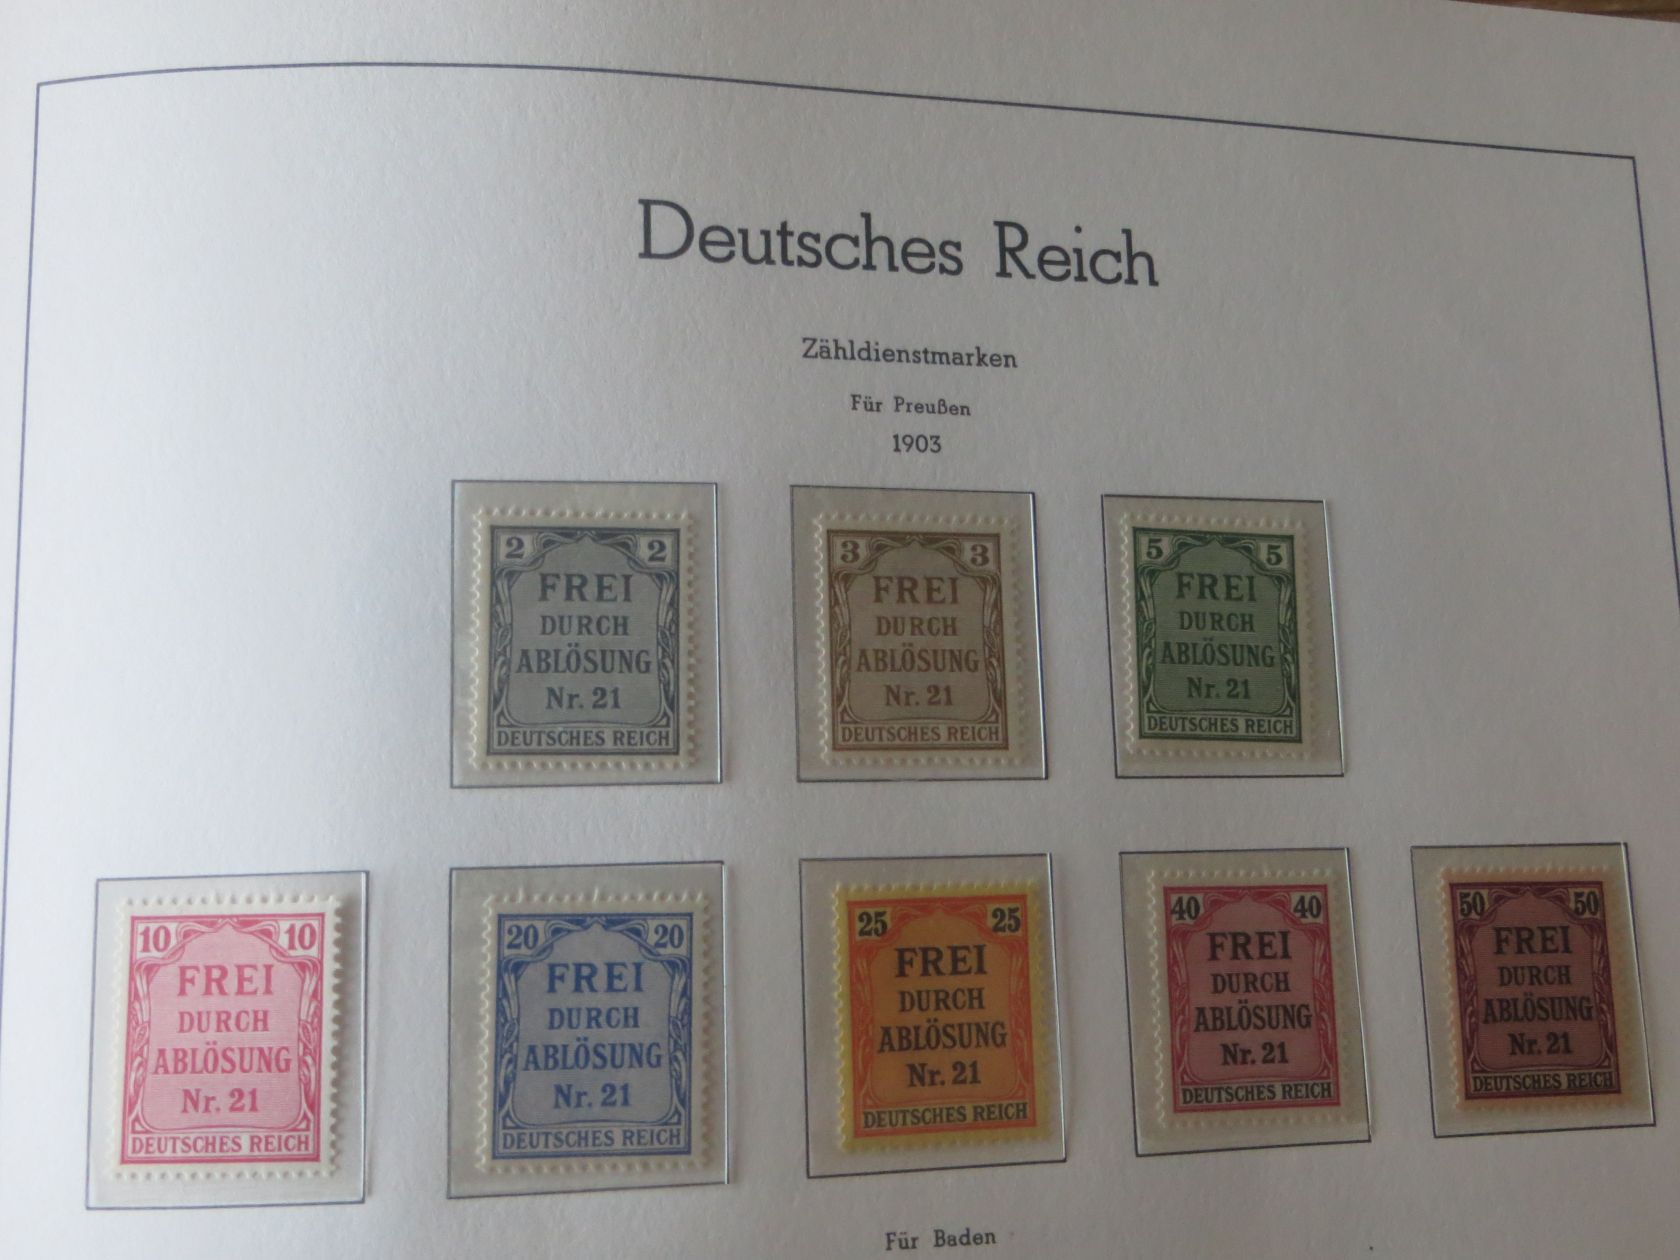 Deutsches Reich
Zähldienstmarken
Für Preußen
1903
2 2
FREI
DURCH
ABLÖSUNG
Nr. 21
DEUTSCHES REICH
3 3
FREI
DURCH
ABLÖSUNG
Nr. 21
DEUTSCHES REICH
5 5
FREI
DURCH
ABLÖSUNG
Nr. 21
DEUTSCHES REICH
10 10
FREI
DURCH
ABLÖSUNG
Nr. 21
DEUTSCHES REICH
20 20
FREI
DURCH
ABLÖSUNG
Nr. 21
DEUTSCHES REICH
25 25
FREI
DURCH
ABLÖSUNG
Nr. 21
DEUTSCHES REICH
40 40
FREI
DURCH
ABLÖSUNG
Nr. 21
DEUTSCHES REICH
50 50
FREI
DURCH
ABLÖSUNG
Nr. 21
DEUTSCHES REICH
Für Baden